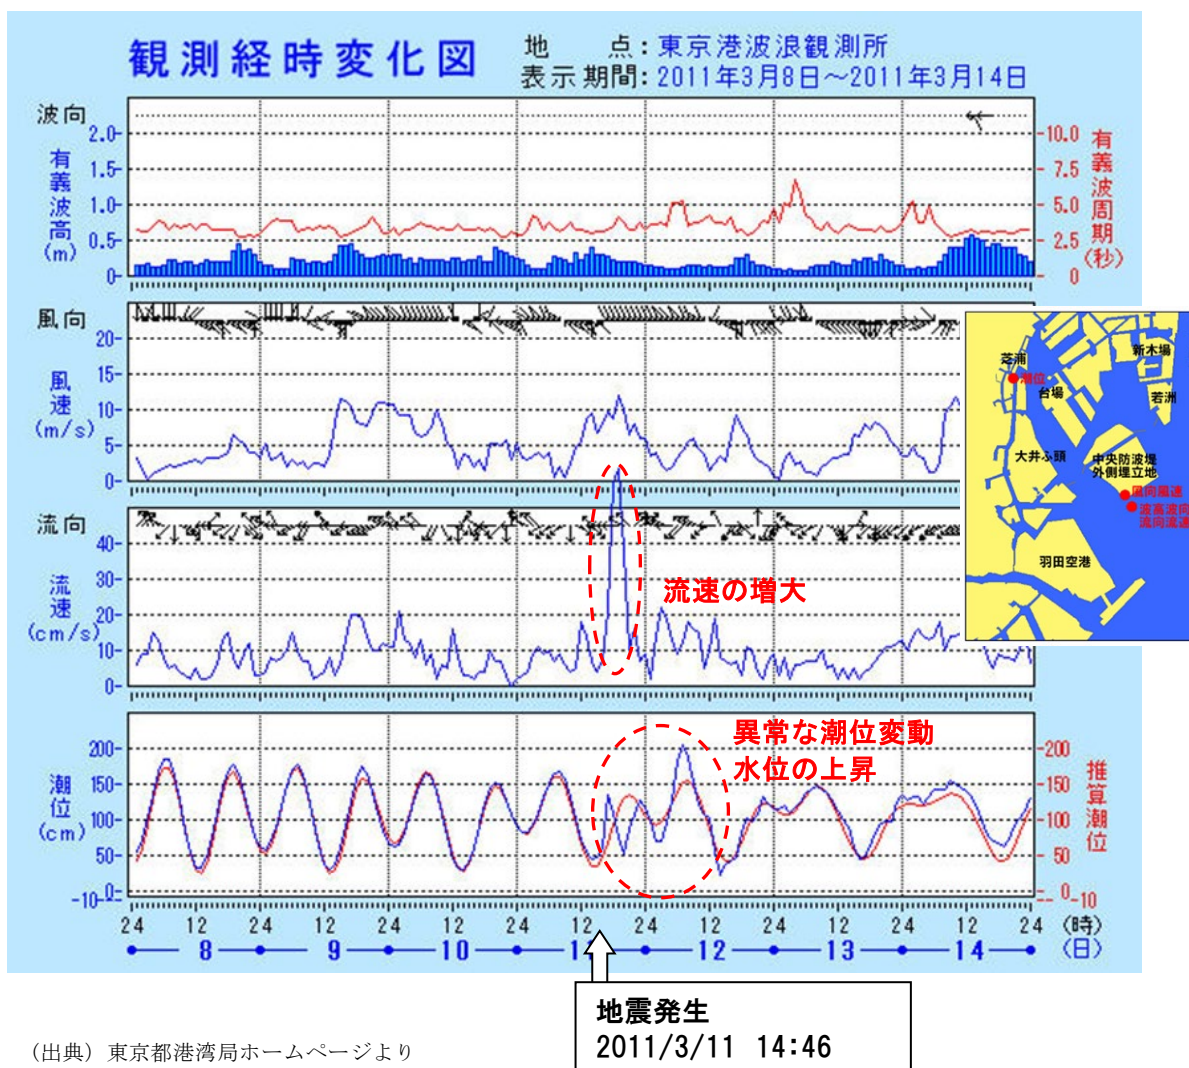 観測経時変化図
地　　点：東京港波浪観測所
表示期間：2011年3月8日～2011年3月14日
波向
有義波高(m)
2.0
1.5
1.0
0.5
0
10.0
7.5
5.0
2.5
0
有義波周期(秒)
風向
風速(m/s)
20
15
10
5
0
流向
流速(cm/s)
40
30
20
10
0
流速の増大
芝浦
潮位
台場
新木場
若洲
大井ふ頭
中央防波堤
外側埋立地
風向風速
波高波向
流向流速
羽田空港
潮位(cm)
200
150
100
50
0
-10
異常な潮位変動
水位の上昇
200
150
100
50
0
-10
推算潮位
24 12 24 12 24 12 24 12 24 12 24 12 24 12 24 (時)
8 9 10 11 12 13 14 (日)
地震発生
2011/3/11 14:46
（出典）東京都港湾局ホームページより